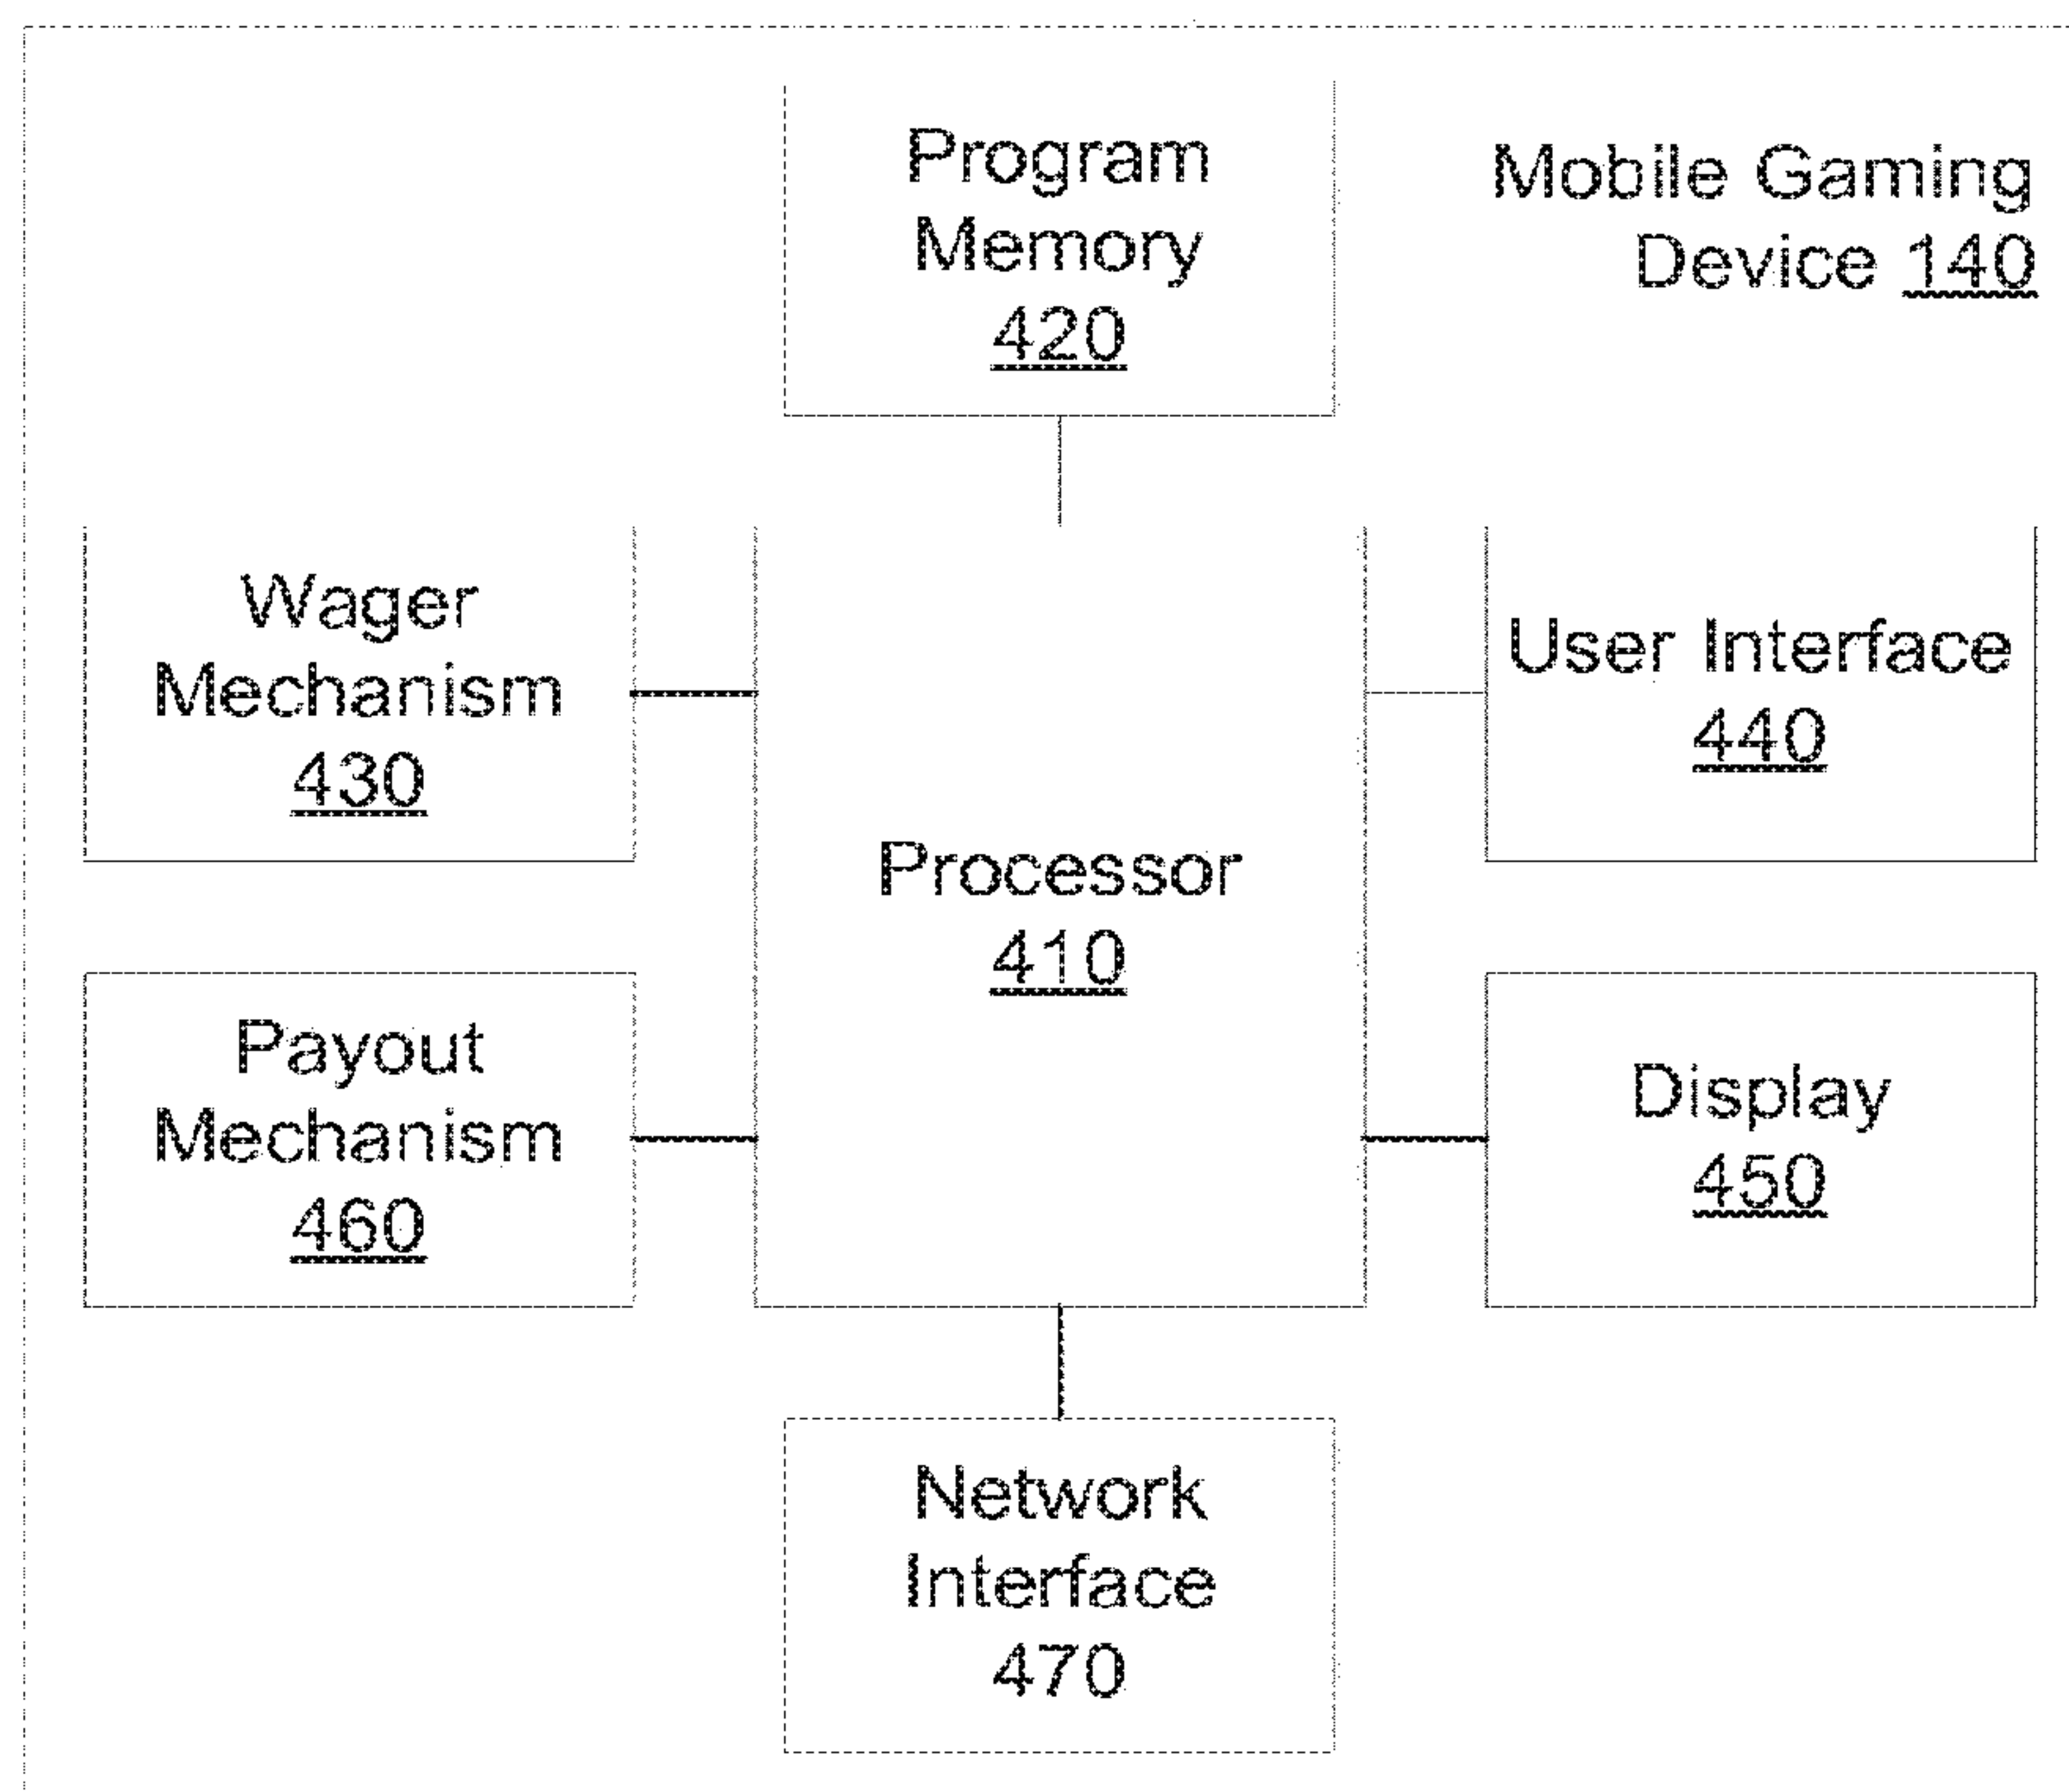 Program
Memory
420
Mobile Gaming
Device 140
Wager
Mechanism
430
User Interface
440
Processor
410
Payout
Mechanism
460
Display
450
Network
Interface
470